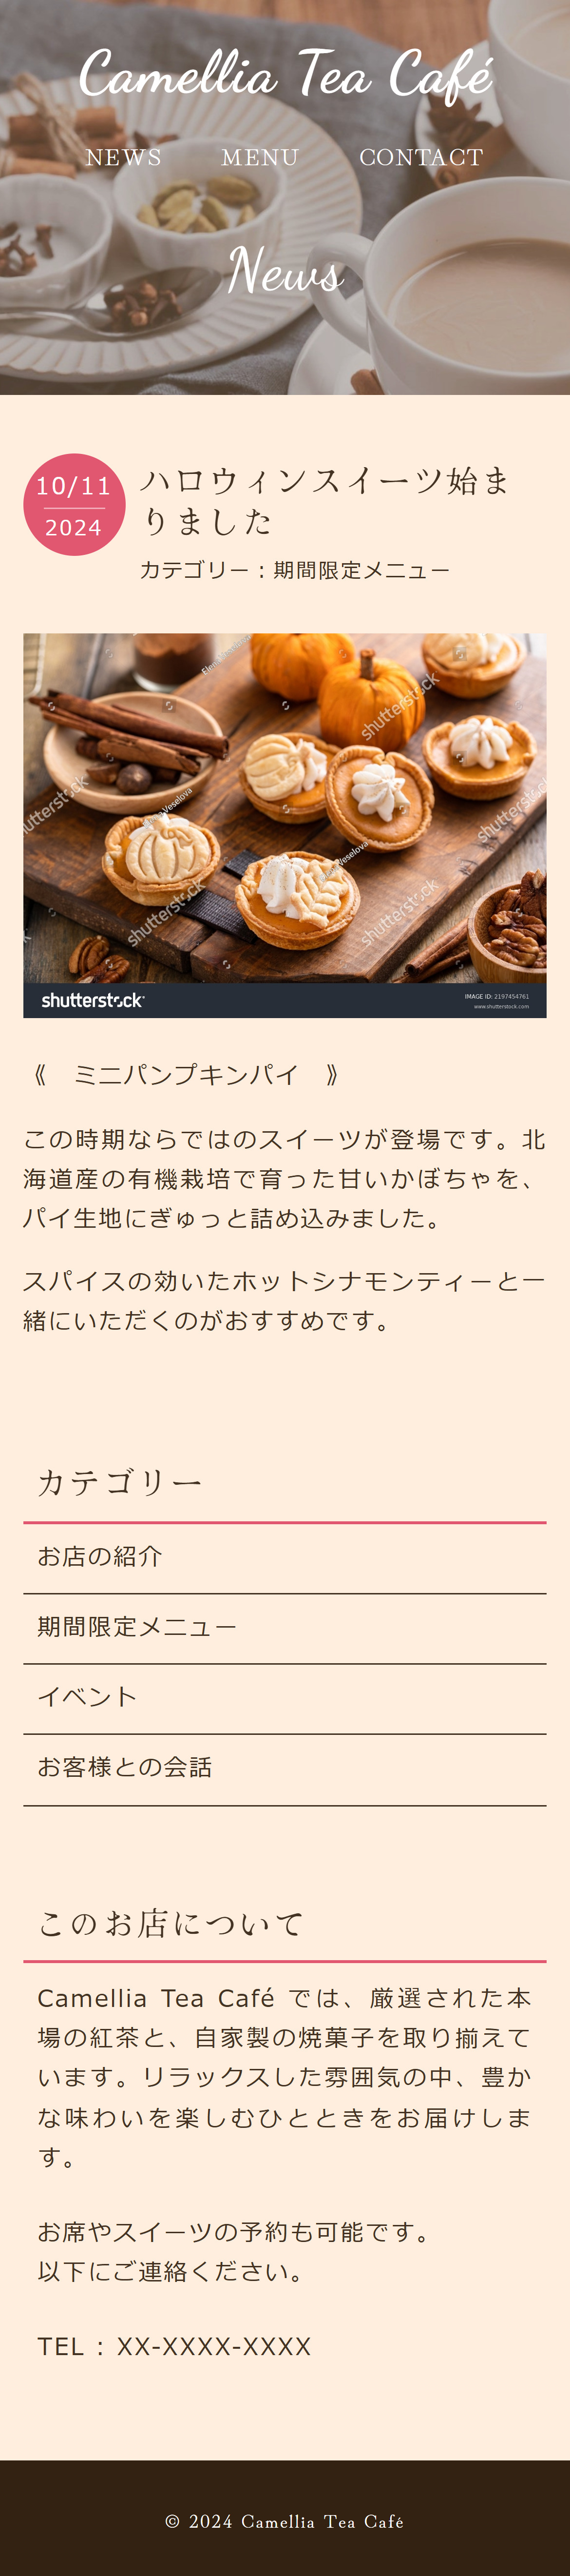 Camellia Tea Café
NEWS MENU CONTACT
News
10/11
2024
ハロウィンスイーツ始ま
りました
カテゴリー：期間限定メニュー
Elena Veselova
shutterstock
shutterstock
Elena Veselova
shutterstock
Elena Veselova
shutterstock
shutterstock
shutterstock
IMAGE ID: 2197454761
www.shutterstock.com
《　ミニパンプキンパイ　》
この時期ならではのスイーツが登場です。北
海道産の有機栽培で育った甘いかぼちゃを、
パイ生地にぎゅっと詰め込みました。
スパイスの効いたホットシナモンティーと一
緒にいただくのがおすすめです。
カテゴリー
お店の紹介
期間限定メニュー
イベント
お客様との会話
このお店について
Camellia Tea Café では、厳選された本
場の紅茶と、自家製の焼菓子を取り揃えて
います。リラックスした雰囲気の中、豊か
な味わいを楽しむひとときをお届けしま
す。
お席やスイーツの予約も可能です。
以下にご連絡ください。
TEL : XX-XXXX-XXXX
© 2024 Camellia Tea Café